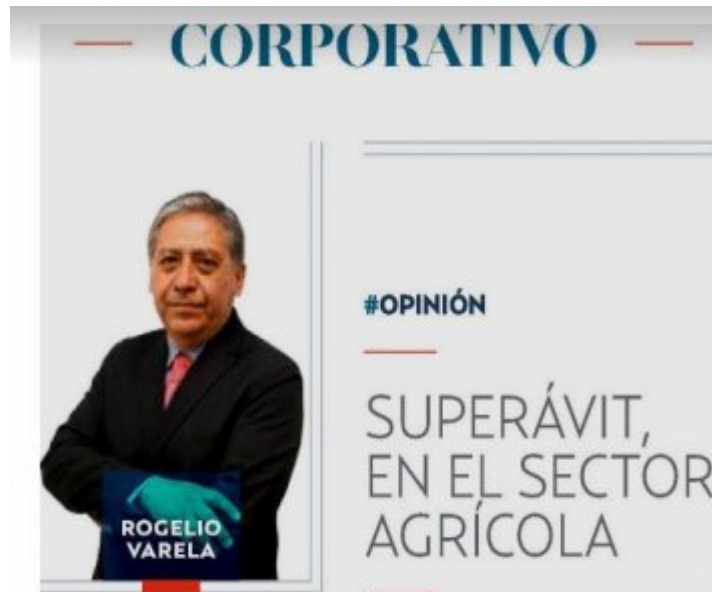 CORPORATIVO
#OPINIÓN
SUPERÁVIT,
EN EL SECTOR
AGRÍCOLA
ROGELIO
VARELA